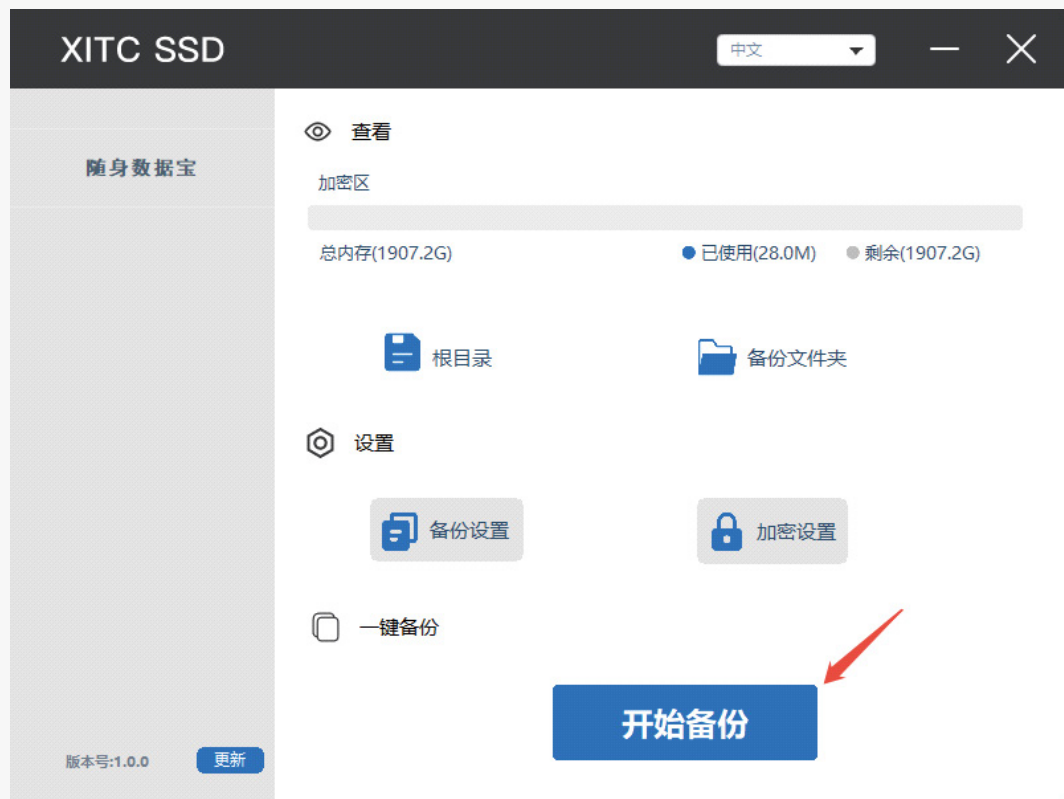 XITC SSD
中文
随身数据宝
查看
加密区
总内存(1907.2G)
已使用(28.0M)
剩余(1907.2G)
根目录
备份文件夹
设置
备份设置
加密设置
一键备份
开始备份
版本号:1.0.0
更新